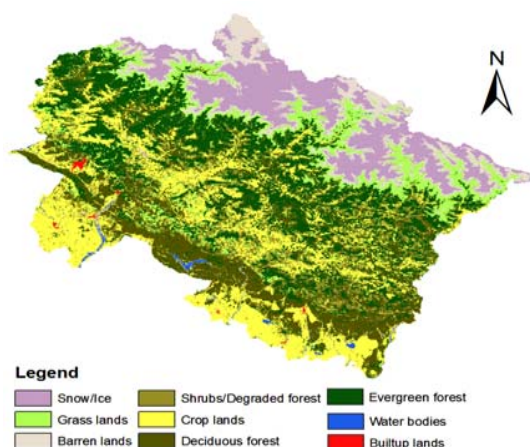 N
Legend
Snow/Ice
Shrubs/Degraded forest
Evergreen forest
Grass lands
Crop lands
Water bodies
Barren lands
Deciduous forest
Builtup lands